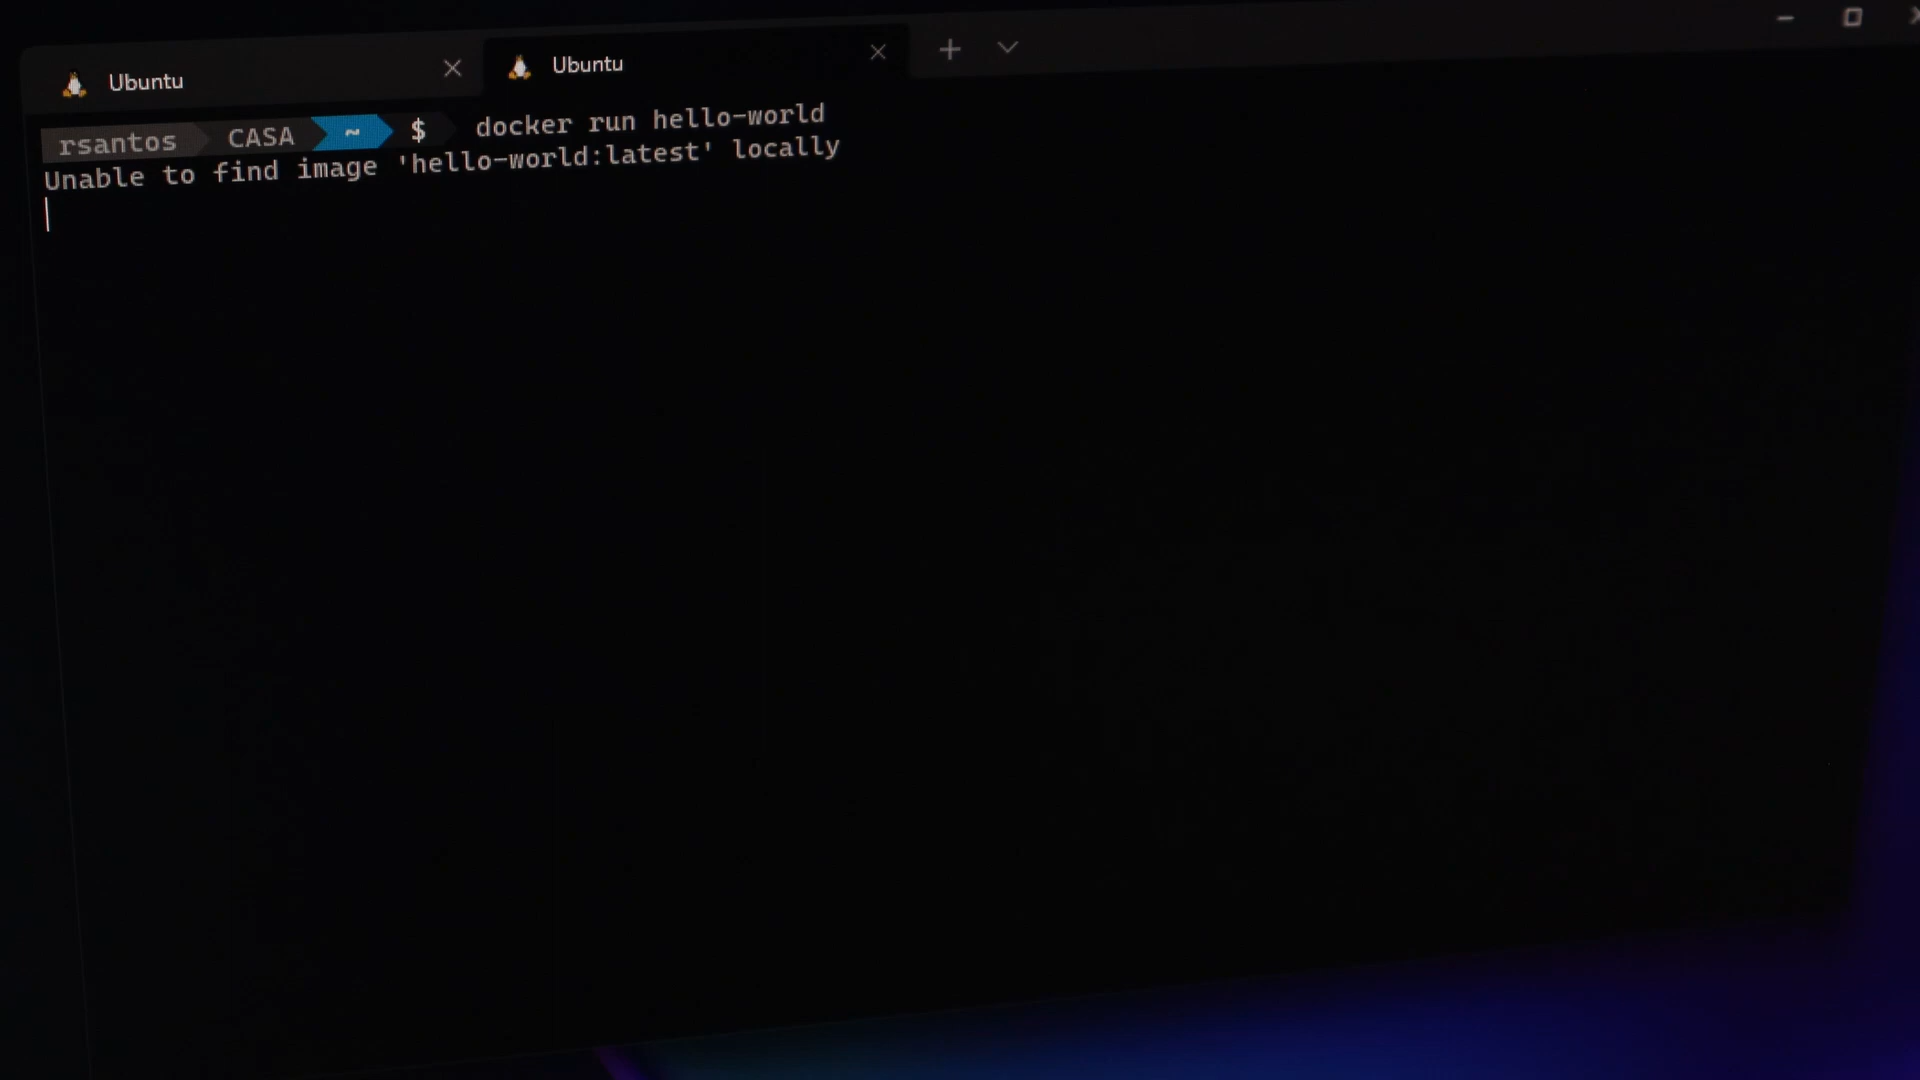 Ubuntu
Ubuntu
rsantos CASA ~ $ docker run hello-world
Unable to find image 'hello-world:latest' locally